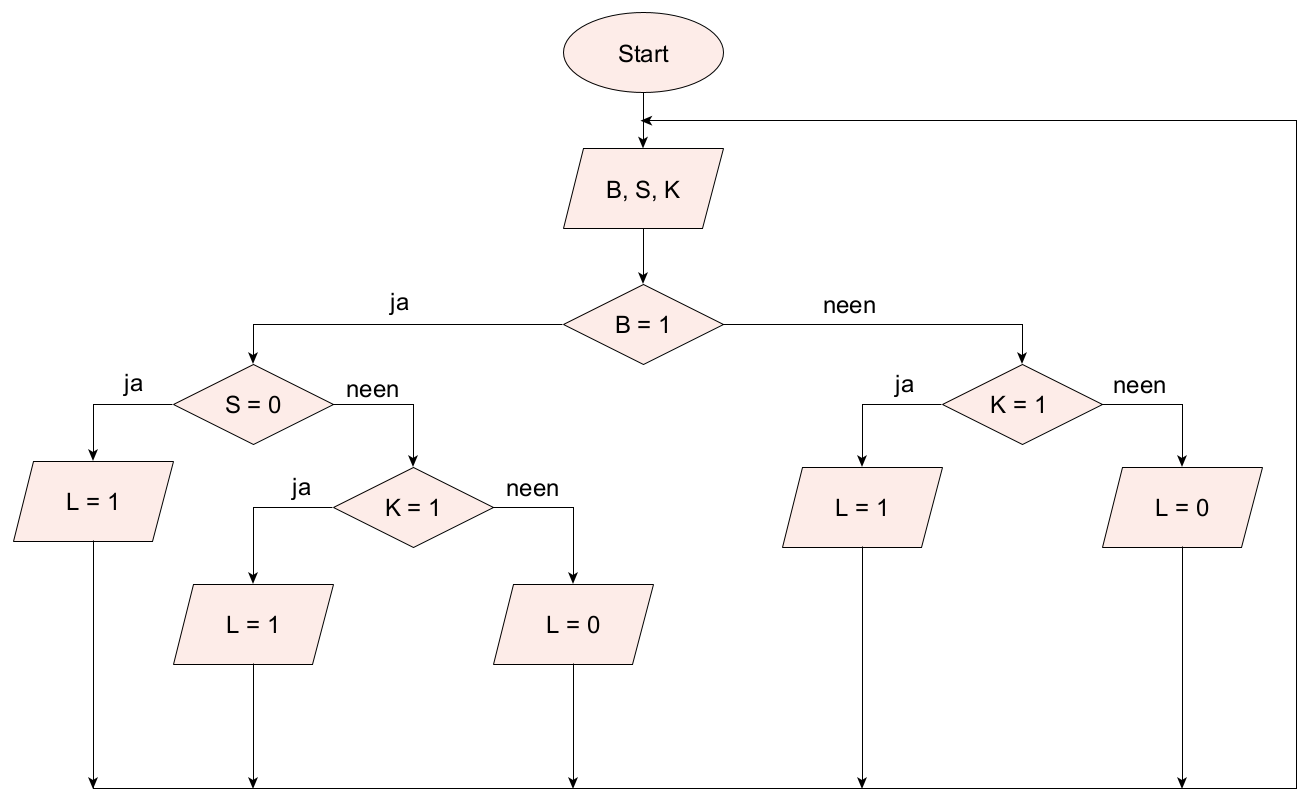 Start
B, S, K
B = 1
ja
neen
S = 0
ja
neen
K = 1
ja
neen
L = 1
K = 1
ja
neen
L = 1
L = 0
L = 1
L = 0